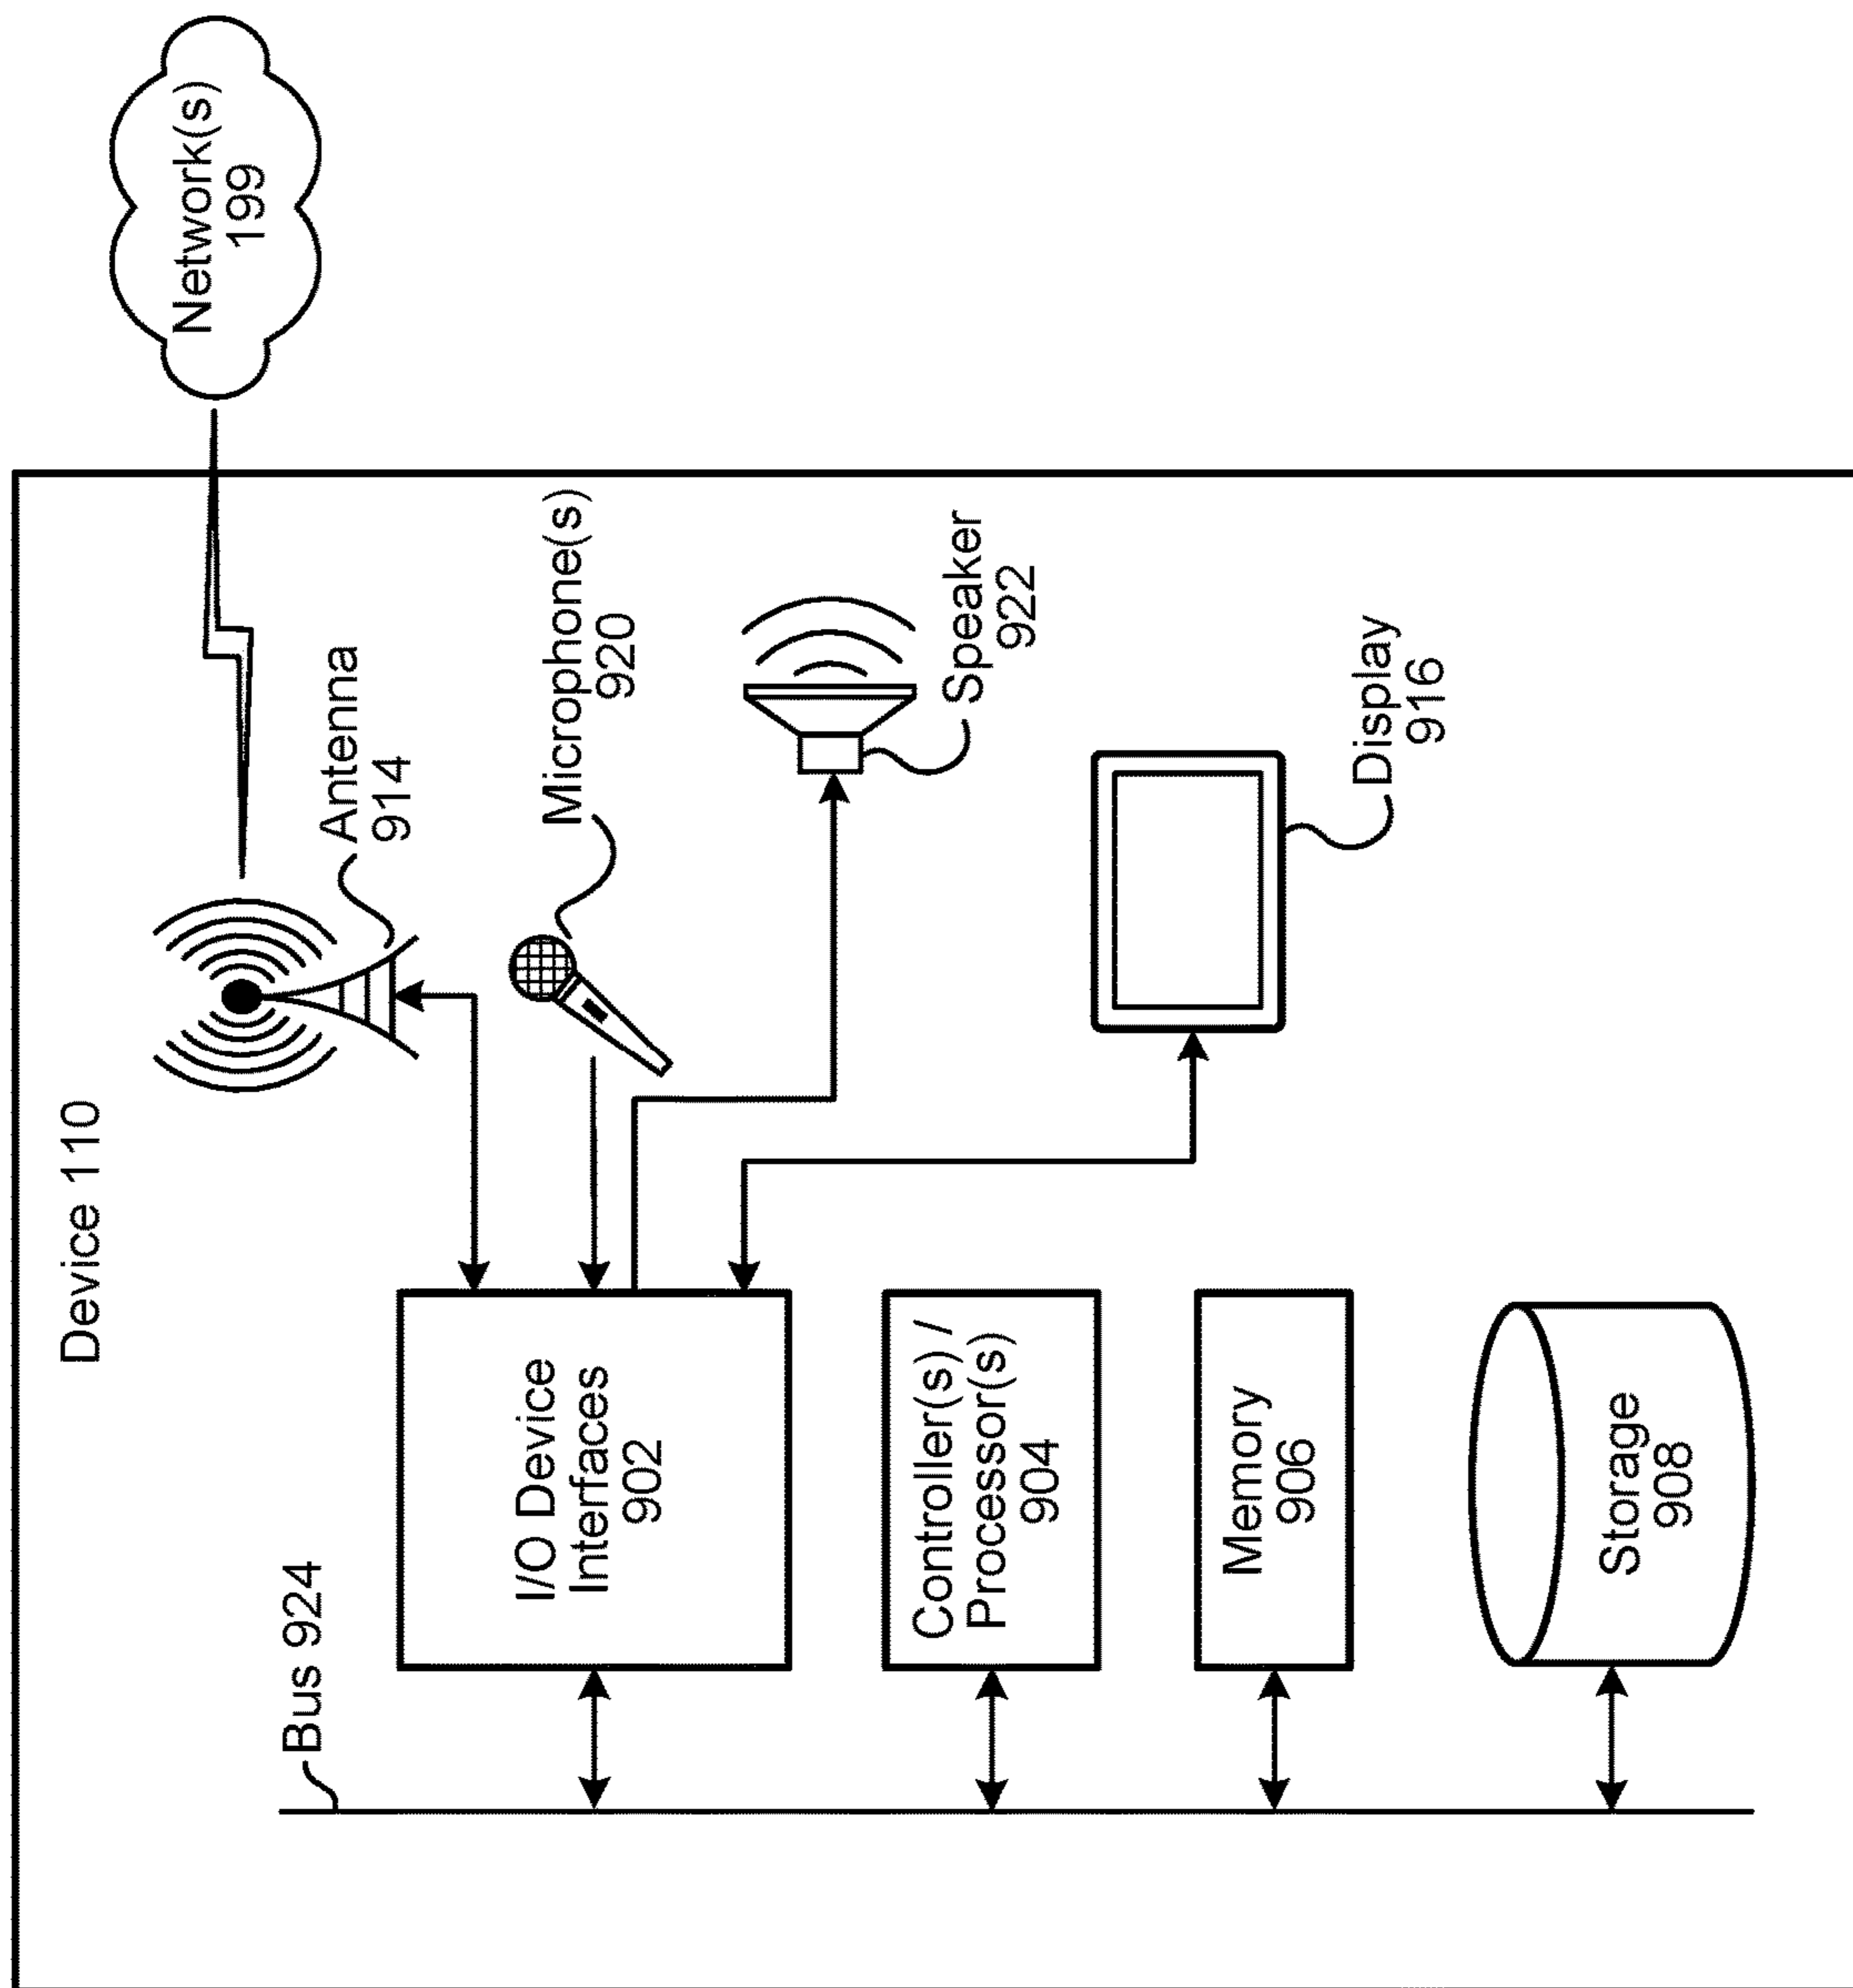 Device 110
Bus 924
I/O Device
Interfaces
902
Controller(s) /
Processor(s)
904
Memory
906
Storage
908
Antenna
914
Microphone(s)
920
Speaker
922
Display
916
Network(s)
199